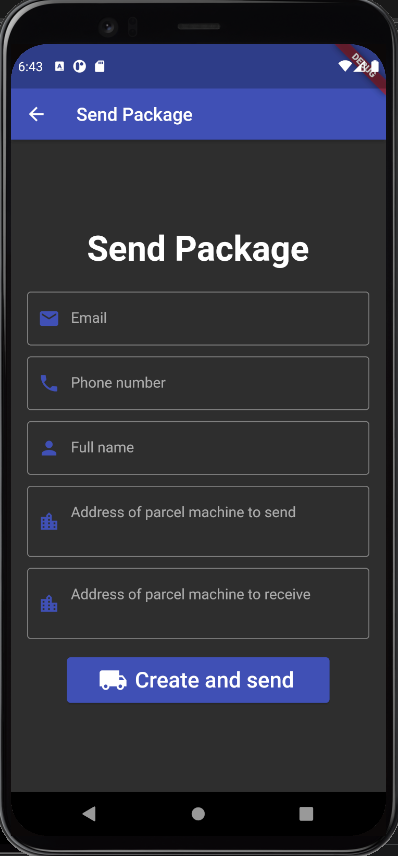 6:43
DEBUG
Send Package
Send Package
Email
Phone number
Full name
Address of parcel machine to send
Address of parcel machine to receive
Create and send